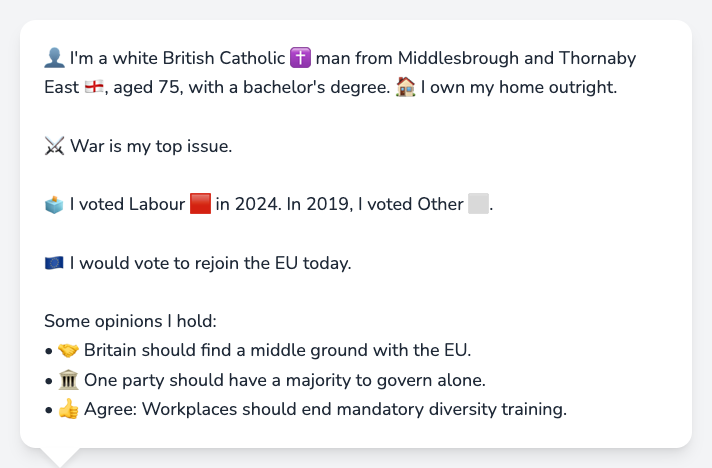 👤 I'm a white British Catholic ✝️ man from Middlesbrough and Thornaby
East 🏴󠁧󠁢󠁥󠁮󠁧󠁿, aged 75, with a bachelor's degree. 🏠 I own my home outright.
⚔️ War is my top issue.
🗳️ I voted Labour 🟥 in 2024. In 2019, I voted Other ⬜.
🇪🇺 I would vote to rejoin the EU today.
Some opinions I hold:
• 🤝 Britain should find a middle ground with the EU.
• 🏛️ One party should have a majority to govern alone.
• 👍 Agree: Workplaces should end mandatory diversity training.